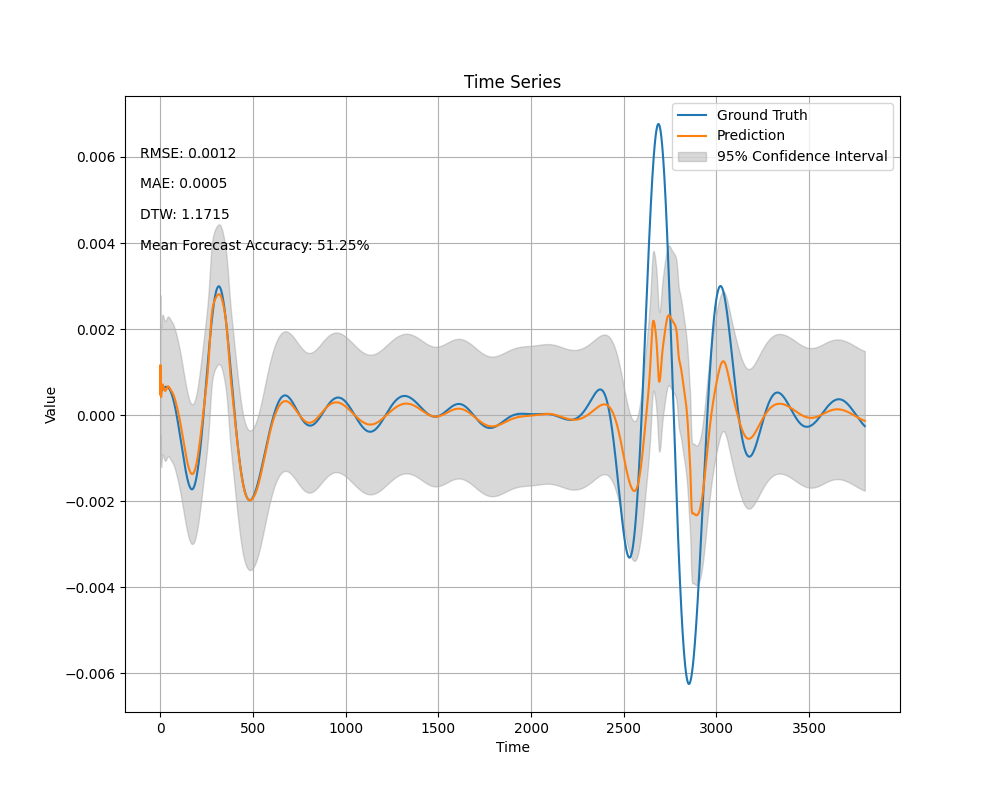 Time Series
Ground Truth
Prediction
95% Confidence Interval
RMSE: 0.0012
MAE: 0.0005
DTW: 1.1715
Mean Forecast Accuracy: 51.25%
Value
0.006
0.004
0.002
0.000
−0.002
−0.004
−0.006
0 500 1000 1500 2000 2500 3000 3500
Time